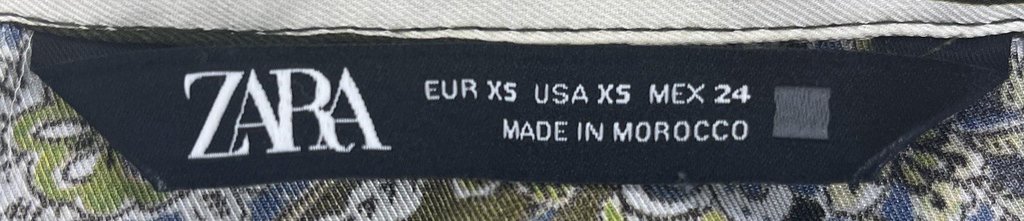 ZARA
EUR XS USA XS MEX 24
MADE IN MOROCCO